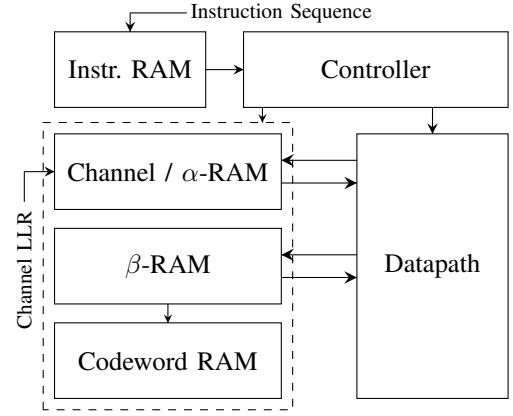 Instruction Sequence
Instr. RAM
Controller
Channel / α-RAM
Channel LLR
β-RAM
Datapath
Codeword RAM